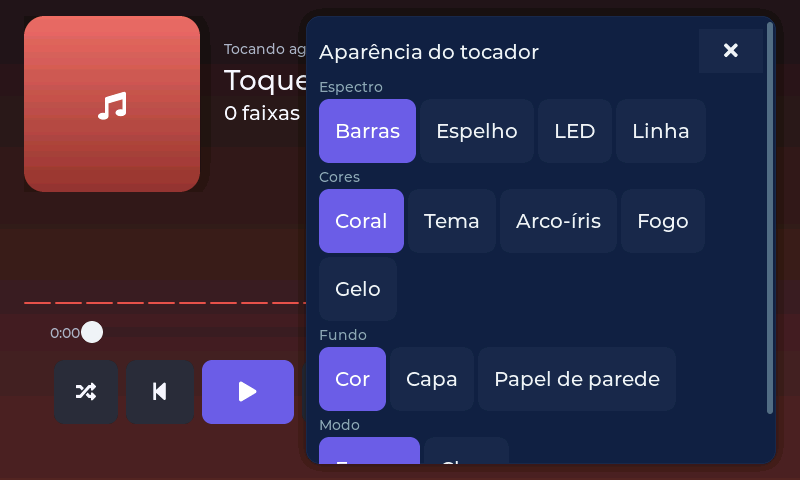 Tocando ag
Toque
0 faixas
0:00
Aparência do tocador
Espectro
Barras Espelho LED Linha
Cores
Coral Tema Arco-íris Fogo
Gelo
Fundo
Cor Capa Papel de parede
Modo